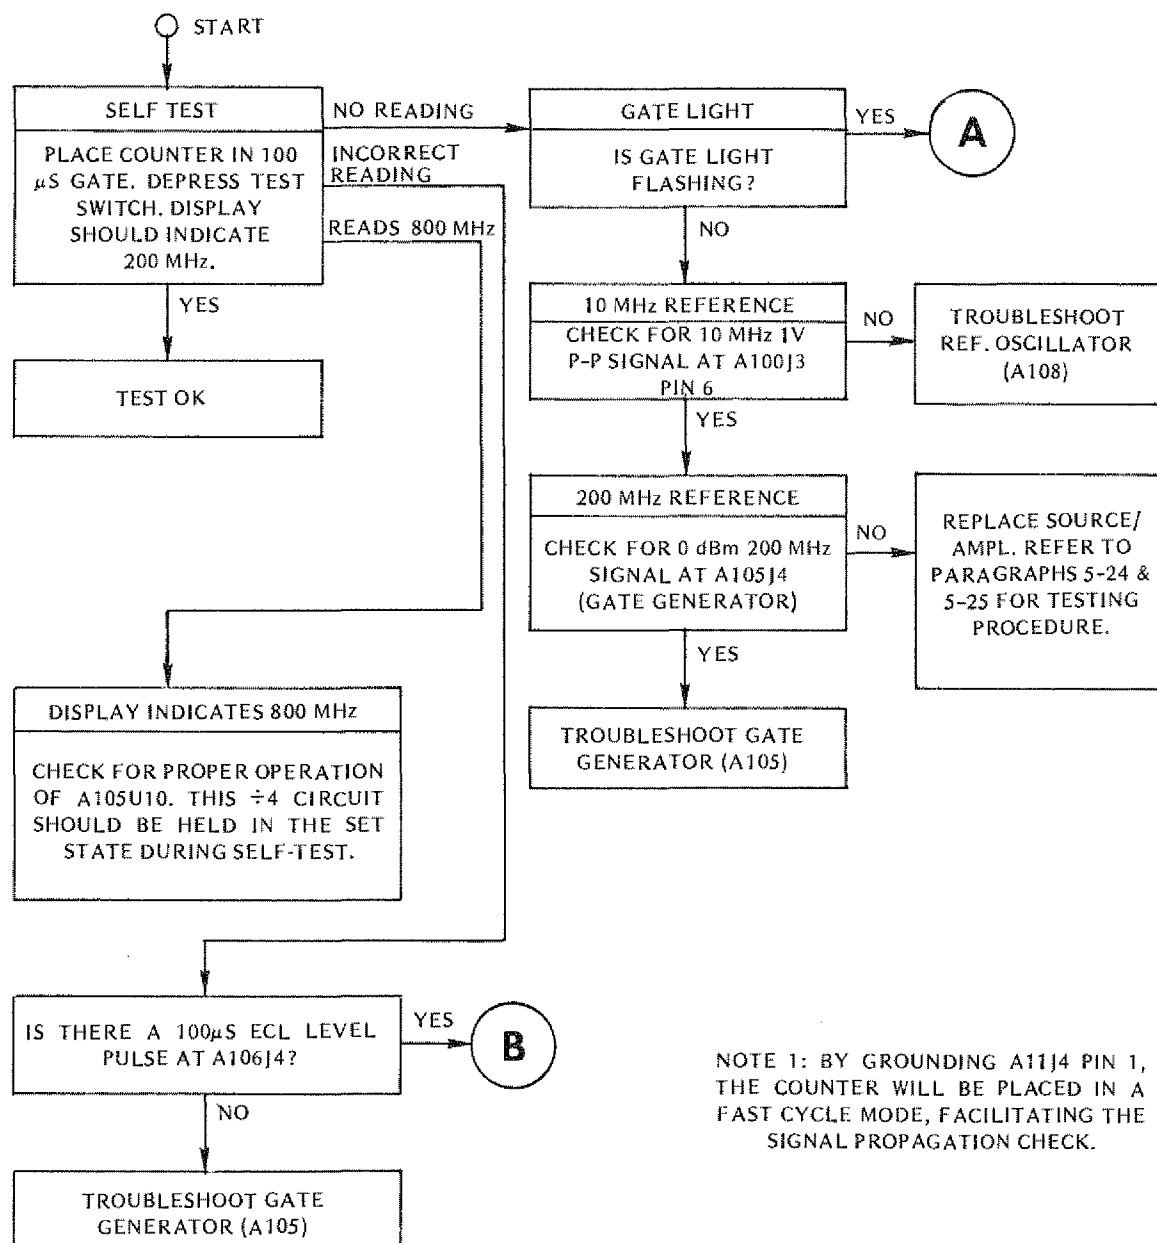 START
SELF TEST
PLACE COUNTER IN 100
μS GATE. DEPRESS TEST
SWITCH. DISPLAY
SHOULD INDICATE
200 MHz.
NO READING
INCORRECT
READING
READS 800 MHz
YES
TEST OK
GATE LIGHT
IS GATE LIGHT
FLASHING?
YES
A
NO
10 MHz REFERENCE
CHECK FOR 10 MHz 1V
P-P SIGNAL AT A100J3
PIN 6
NO
TROUBLESHOOT
REF. OSCILLATOR
(A108)
YES
200 MHz REFERENCE
CHECK FOR 0 dBm 200 MHz
SIGNAL AT A105J4
(GATE GENERATOR)
NO
REPLACE SOURCE/
AMPL. REFER TO
PARAGRAPHS 5-24 &
5-25 FOR TESTING
PROCEDURE.
YES
TROUBLESHOOT GATE
GENERATOR (A105)
DISPLAY INDICATES 800 MHz
CHECK FOR PROPER OPERATION
OF A105U10. THIS ÷4 CIRCUIT
SHOULD BE HELD IN THE SET
STATE DURING SELF-TEST.
IS THERE A 100μS ECL LEVEL
PULSE AT A106J4?
YES
B
NO
TROUBLESHOOT GATE
GENERATOR (A105)
NOTE 1: BY GROUNDING A11J4 PIN 1,
THE COUNTER WILL BE PLACED IN A
FAST CYCLE MODE, FACILITATING THE
SIGNAL PROPAGATION CHECK.